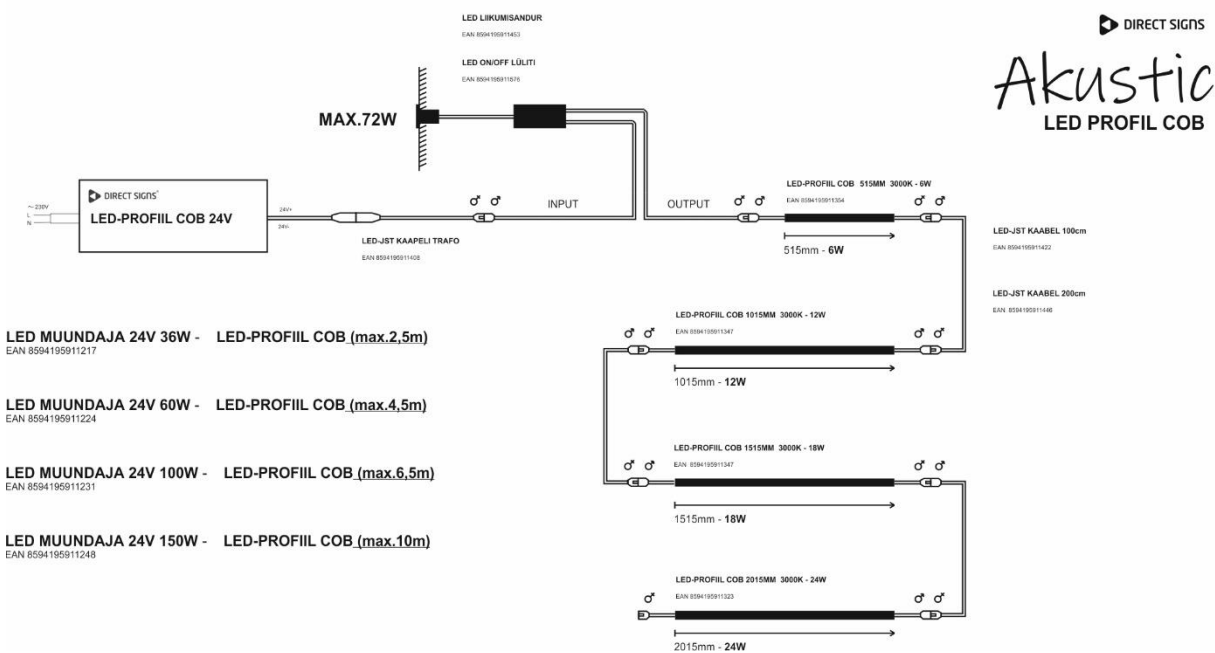 LED LIIKUMISANDUR
EAN 8594195911453
LED ON/OFF LÜLITI
EAN 8594195911576
DIRECT SIGNS
Akustic
LED PROFIL COB
MAX.72W
DIRECT SIGNS
LED-PROFIIL COB 24V
~ 230V
L
N
24V+
24V-
LED-JST KAAPELI TRAFO
EAN 8594195911408
INPUT
OUTPUT
LED-PROFIIL COB 515MM 3000K - 6W
EAN 8594195911354
515mm - 6W
LED-JST KAABEL 100cm
EAN 8594195911422
LED-JST KAABEL 200cm
EAN 8594195911446
LED-PROFIIL COB 1015MM 3000K - 12W
EAN 8594195911347
1015mm - 12W
LED-PROFIIL COB 1515MM 3000K - 18W
EAN 8594195911347
1515mm - 18W
LED-PROFIIL COB 2015MM 3000K - 24W
EAN 8594195911323
2015mm - 24W
LED MUUNDAJA 24V 36W - LED-PROFIIL COB (max.2,5m)
EAN 8594195911217
LED MUUNDAJA 24V 60W - LED-PROFIIL COB (max.4,5m)
EAN 8594195911224
LED MUUNDAJA 24V 100W - LED-PROFIIL COB (max.6,5m)
EAN 8594195911231
LED MUUNDAJA 24V 150W - LED-PROFIIL COB (max.10m)
EAN 8594195911248